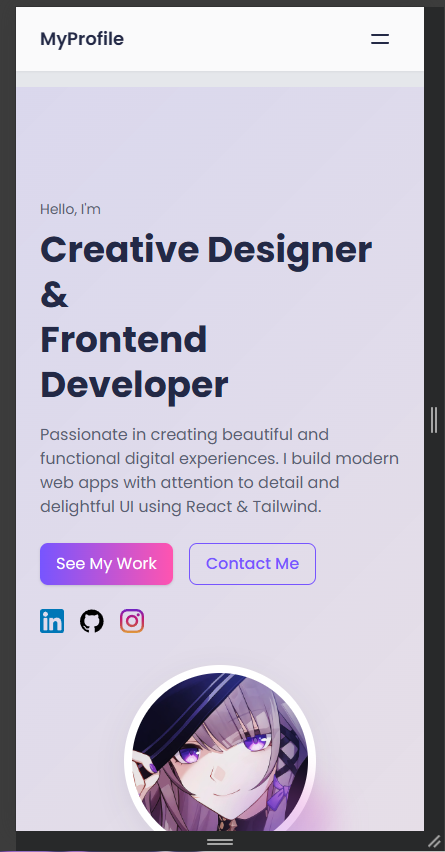 MyProfile
Hello, I'm
Creative Designer
&
Frontend
Developer
Passionate in creating beautiful and
functional digital experiences. I build modern
web apps with attention to detail and
delightful UI using React & Tailwind.
See My Work
Contact Me
in